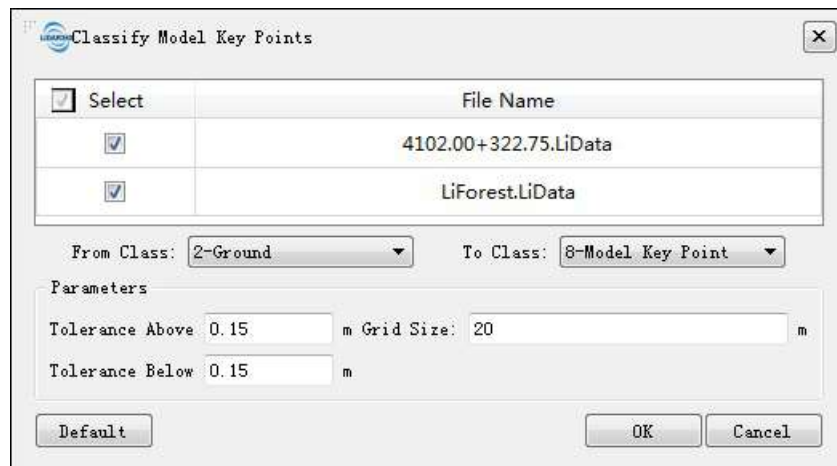 Classify Model Key Points
Select File Name
4102.00+322.75.LiData
LiForest.LiData
From Class: 2-Ground To Class: 8-Model Key Point
Parameters
Tolerance Above 0.15 m Grid Size: 20 m
Tolerance Below 0.15 m
Default OK Cancel